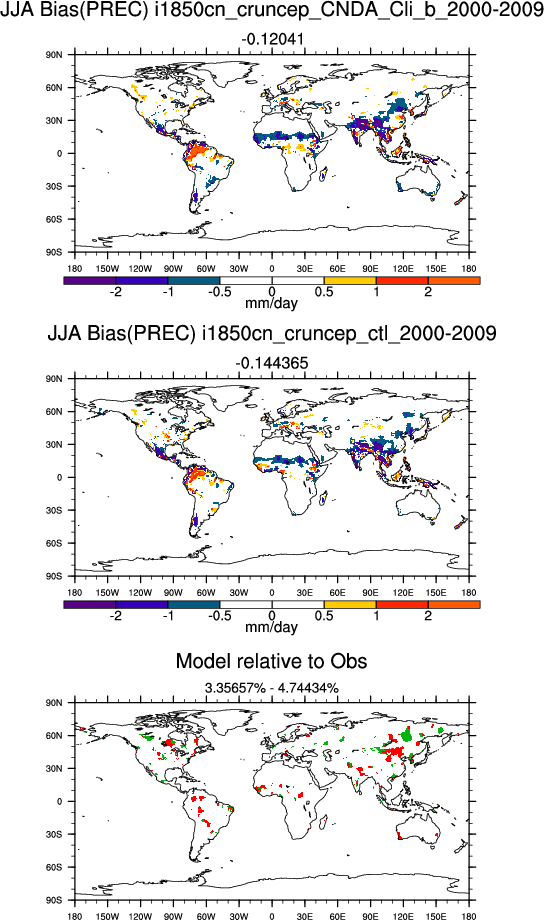 JJA Bias(PREC) i1850cn_cruncep_CNDA_Cli_b_2000-2009
-0.12041
90N
60N
30N
0
30S
60S
90S
180 150W 120W 90W 60W 30W 0 30E 60E 90E 120E 150E 180
-2 -1 -0.5 0 0.5 1 2
mm/day
JJA Bias(PREC) i1850cn_cruncep_ctl_2000-2009
-0.144365
90N
60N
30N
0
30S
60S
90S
180 150W 120W 90W 60W 30W 0 30E 60E 90E 120E 150E 180
-2 -1 -0.5 0 0.5 1 2
mm/day
Model relative to Obs
3.35657% - 4.74434%
90N
60N
30N
0
30S
60S
90S
180 150W 120W 90W 60W 30W 0 30E 60E 90E 120E 150E 180